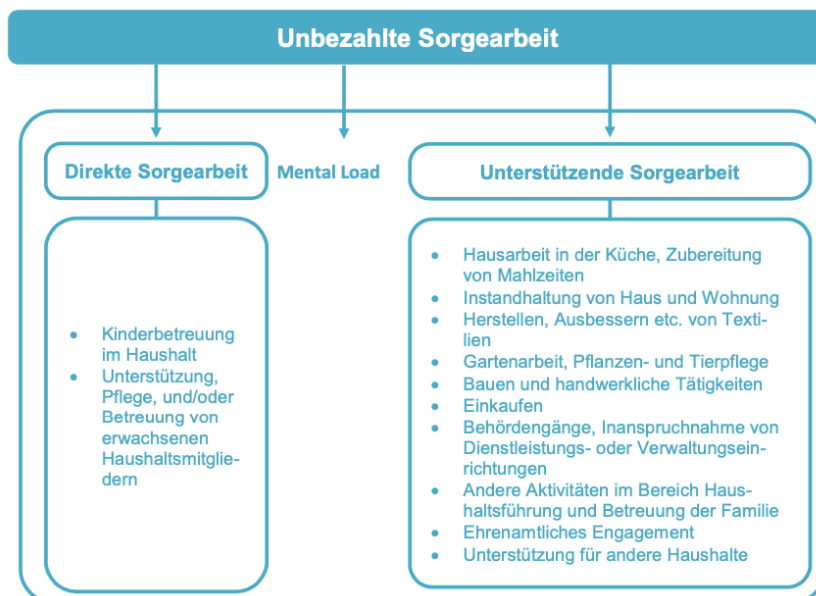 Unbezahlte Sorgearbeit
Direkte Sorgearbeit
Mental Load
Unterstützende Sorgearbeit
• Kinderbetreuung
im Haushalt
• Unterstützung,
Pflege, und/oder
Betreuung von
erwachsenen
Haushaltsmitglie-
dern
• Hausarbeit in der Küche, Zubereitung
von Mahlzeiten
• Instandhaltung von Haus und Wohnung
• Herstellen, Ausbessern etc. von Texti-
lien
• Gartenarbeit, Pflanzen- und Tierpflege
• Bauen und handwerkliche Tätigkeiten
• Einkaufen
• Behördengänge, Inanspruchnahme von
Dienstleistungs- oder Verwaltungsein-
richtungen
• Andere Aktivitäten im Bereich Haus-
haltsführung und Betreuung der Familie
• Ehrenamtliches Engagement
• Unterstützung für andere Haushalte